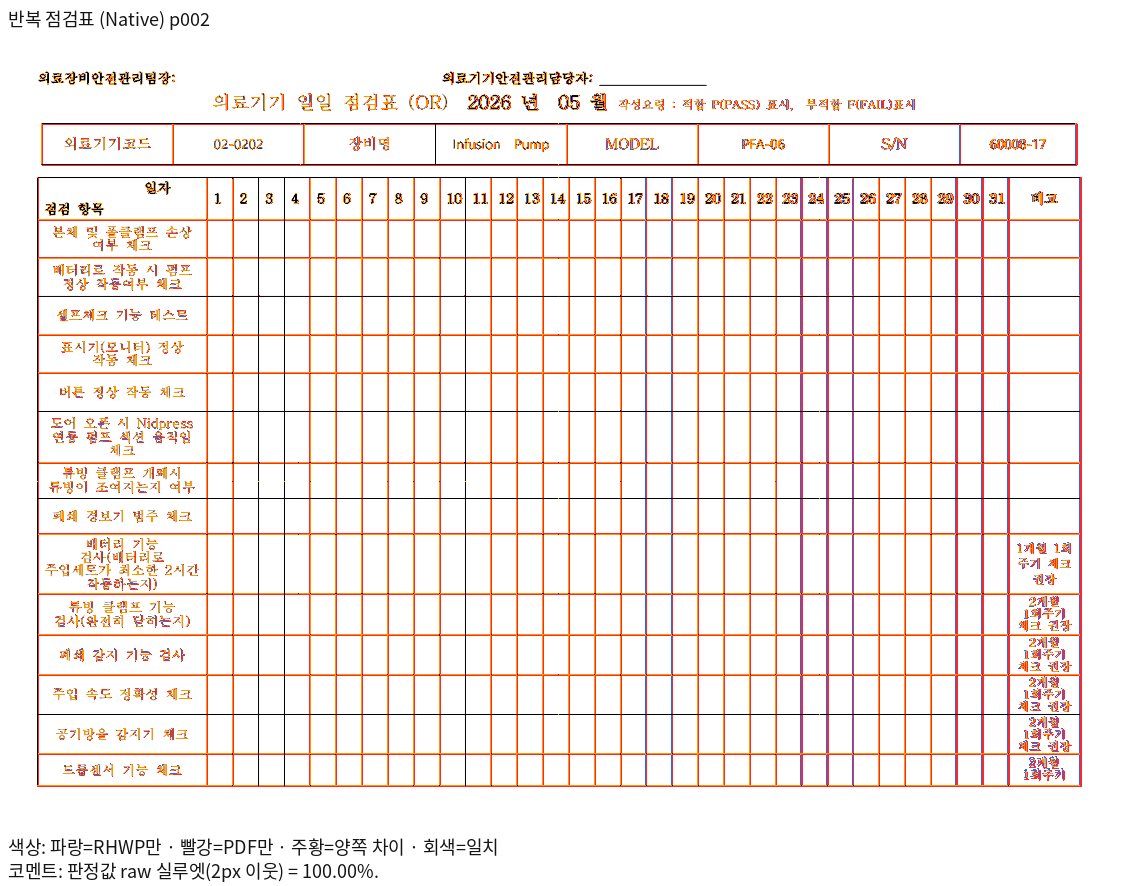 반복 점검표 (Native) p002
의료장비안전관리팀장:
의료기기안전관리담당자:
의료기기 일일 점검표 (OR) 2026 년 05 월 작성요령 : 적합 P(PASS) 표시, 부적합 F(FAIL)표시
의료기기코드 02-0202 장비명 Infusion Pump MODEL PFA-06 S/N 60008-17
일자
점검 항목
1 2 3 4 5 6 7 8 9 10 11 12 13 14 15 16 17 18 19 20 21 22 23 24 25 26 27 28 29 30 31 비고
본체 및 폴클램프 손상
여부 체크
배터리로 작동 시 펌프
정상 작동여부 체크
셀프체크 기능 테스트
표시기(모니터) 정상
작동 체크
버튼 정상 작동 체크
도어 오픈 시 Nidpress
연동 펌프 섹션 움직임
체크
튜빙 클램프 개폐시
튜빙이 조여지는지 여부
폐쇄 경보기 범주 체크
배터리 기능
검사(배터리로
주입세트가 최소한 2시간
작동하는지)
1개월 1회
주기 체크
권장
튜빙 클램프 기능
검사(완전히 닫히는지)
2개월
1회주기
체크 권장
폐쇄 감지 기능 검사
2개월
1회주기
체크 권장
주입 속도 정확성 체크
2개월
1회주기
체크 권장
공기방울 감지기 체크
2개월
1회주기
체크 권장
드롭센서 기능 체크
2개월
1회주기
색상: 파랑=RHWP만 · 빨강=PDF만 · 주황=양쪽 차이 · 회색=일치
코멘트: 판정값 raw 실루엣(2px 이웃) = 100.00%.